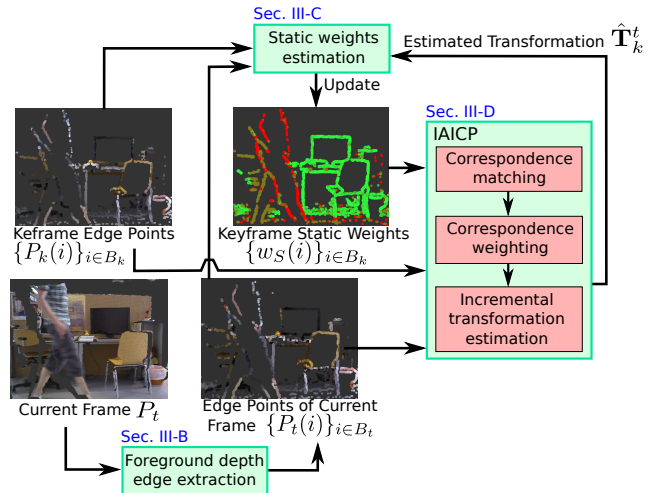 Sec. III-C
Static weights
estimation
Estimated Transformation $\hat{\mathbf{T}}_k^t$
Update
Sec. III-D
IAICP
Correspondence
matching
Correspondence
weighting
Incremental
transformation
estimation
Keframe Edge Points
$\{P_k(i)\}_{i \in B_k}$
Keyframe Static Weights
$\{w_S(i)\}_{i \in B_k}$
Current Frame $P_t$
Edge Points of Current
Frame $\{P_t(i)\}_{i \in B_t}$
Sec. III-B
Foreground depth
edge extraction